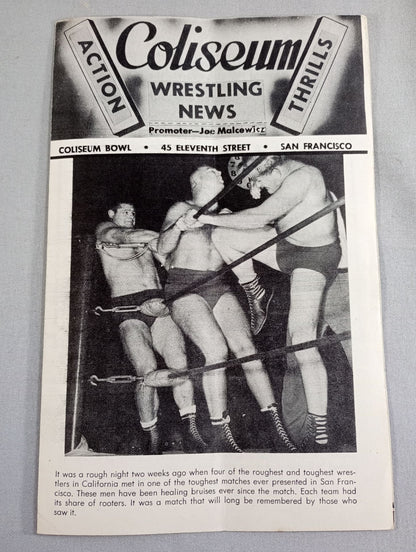 Coliseum
ACTION
THRILLS
WRESTLING
NEWS
Promoter—Joe Malcewicz
COLISEUM BOWL • 45 ELEVENTH STREET • SAN FRANCISCO
It was a rough night two weeks ago when four of the roughest and toughest wres-
tlers in California met in one of the toughest matches ever presented in San Fran-
cisco. These men have been healing bruises ever since the match. Each team had
its share of rooters. It was a match that will long be remembered by those who
saw it.